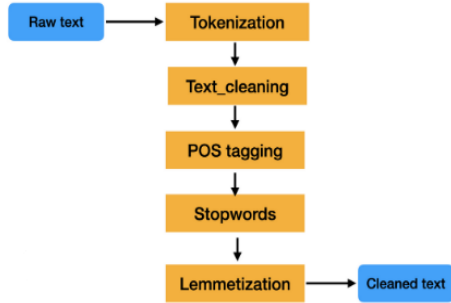 Raw text
Tokenization
Text_cleaning
POS tagging
Stopwords
Lemmetization
Cleaned text